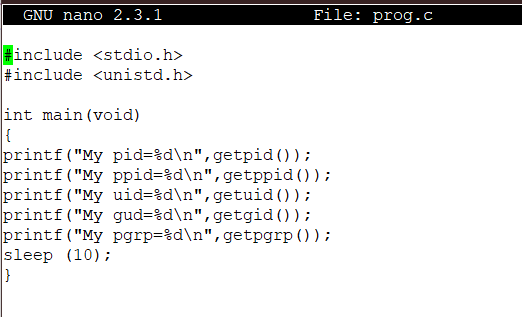 GNU nano 2.3.1 File: prog.c
#include <stdio.h>
#include <unistd.h>
int main(void)
{
printf("My pid=%d\n",getpid());
printf("My ppid=%d\n",getppid());
printf("My uid=%d\n",getuid());
printf("My gud=%d\n",getgid());
printf("My pgrp=%d\n",getpgrp());
sleep (10);
}